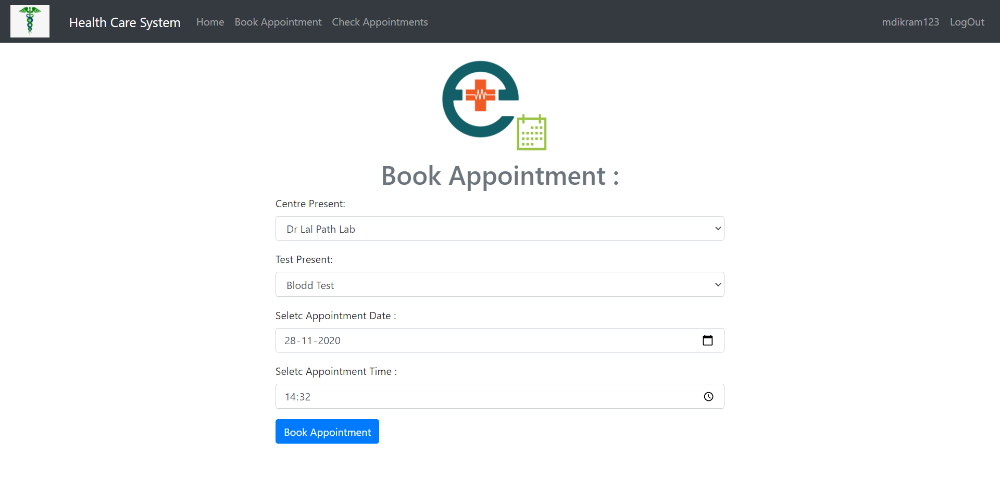 Health Care System Home Book Appointment Check Appointments mdikram123 LogOut
Book Appointment :
Centre Present:
Dr Lal Path Lab
Test Present:
Blodd Test
Seletc Appointment Date :
28-11-2020
Seletc Appointment Time :
14:32
Book Appointment